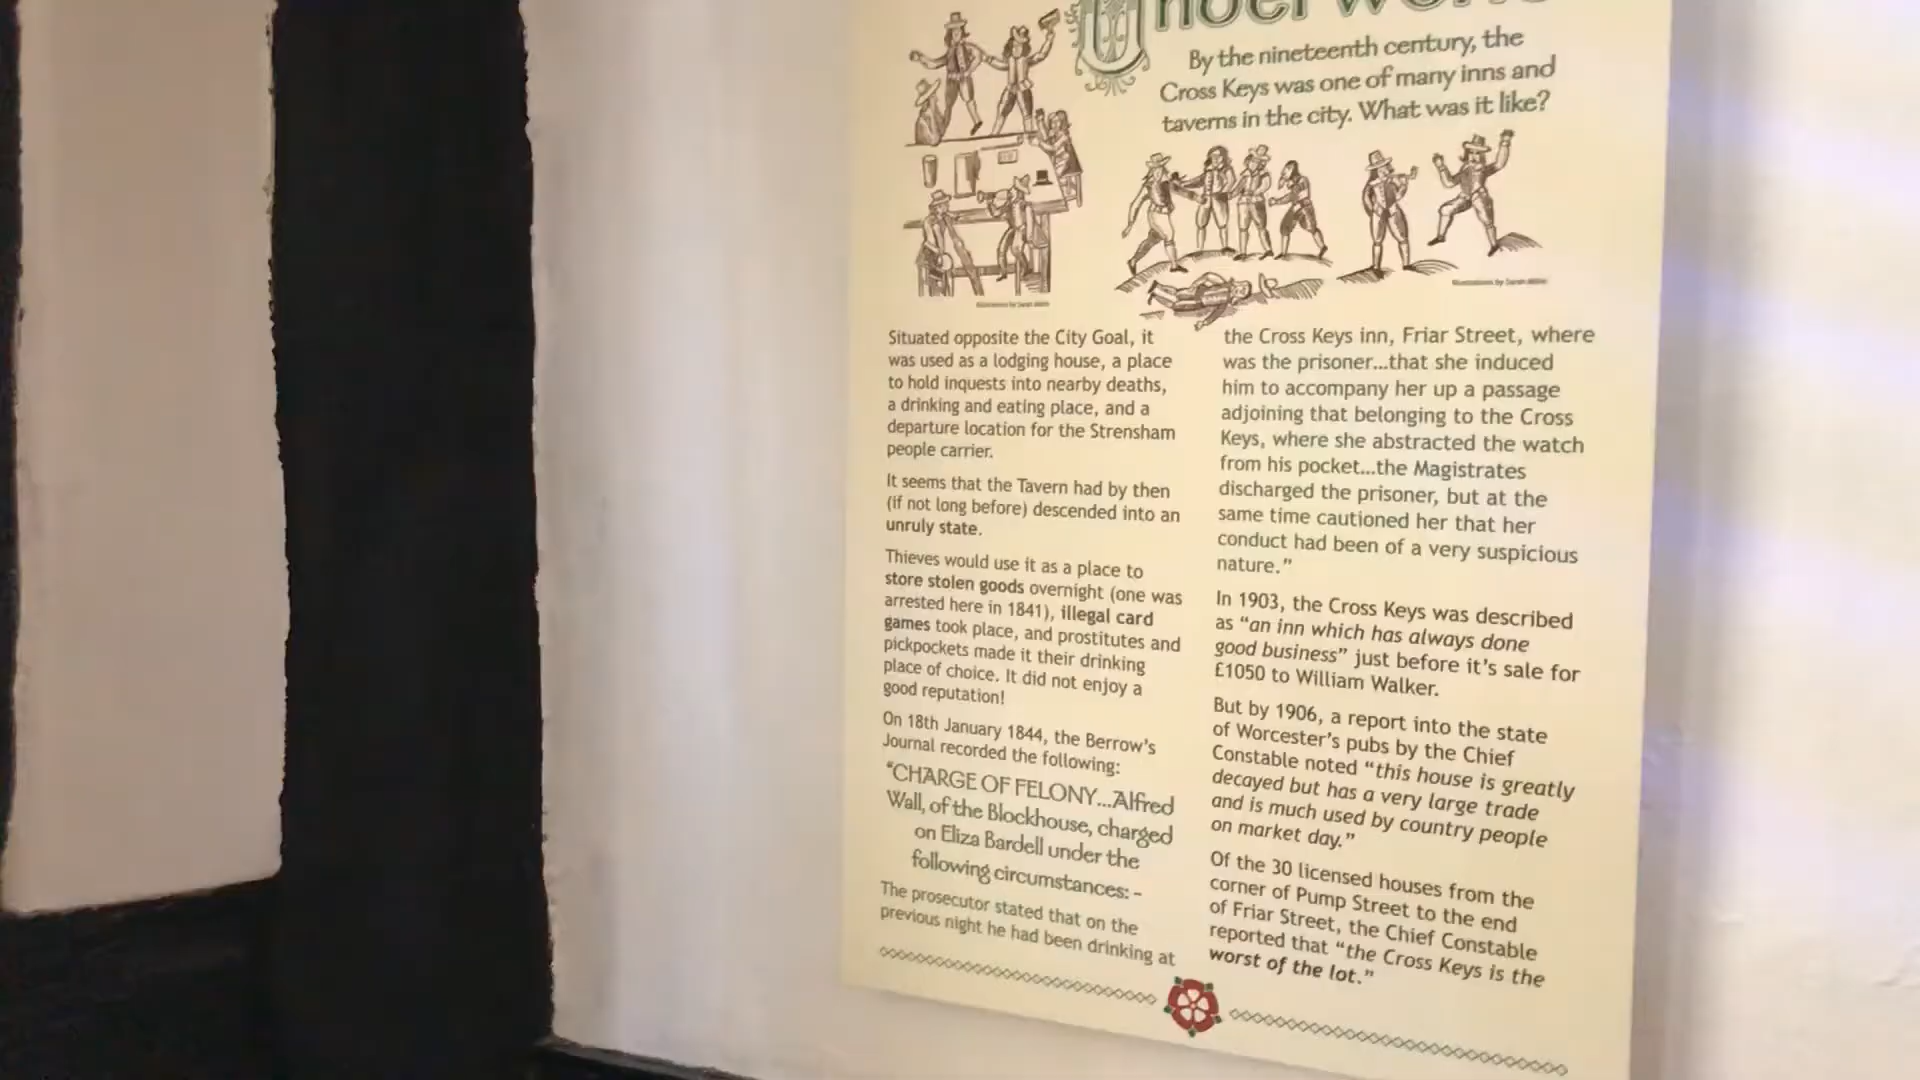 Underworld
By the nineteenth century, the
Cross Keys was one of many inns and
taverns in the city. What was it like?
Illustrations by Sarah
Illustrations by Sarah
Situated opposite the City Goal, it
was used as a lodging house, a place
to hold inquests into nearby deaths,
a drinking and eating place, and a
departure location for the Strensham
people carrier.
It seems that the Tavern had by then
(if not long before) descended into an
unruly state.
Thieves would use it as a place to
store stolen goods overnight (one was
arrested here in 1841), illegal card
games took place, and prostitutes and
pickpockets made it their drinking
place of choice. It did not enjoy a
good reputation!
On 18th January 1844, the Berrow's
Journal recorded the following:
"CHARGE OF FELONY...Alfred
Wall, of the Blockhouse, charged
on Eliza Bardell under the
following circumstances: -
The prosecutor stated that on the
previous night he had been drinking at
the Cross Keys inn, Friar Street, where
was the prisoner...that she induced
him to accompany her up a passage
adjoining that belonging to the Cross
Keys, where she abstracted the watch
from his pocket...the Magistrates
discharged the prisoner, but at the
same time cautioned her that her
conduct had been of a very suspicious
nature."
In 1903, the Cross Keys was described
as "an inn which has always done
good business" just before it's sale for
£1050 to William Walker.
But by 1906, a report into the state
of Worcester's pubs by the Chief
Constable noted "this house is greatly
decayed but has a very large trade
and is much used by country people
on market day."
Of the 30 licensed houses from the
corner of Pump Street to the end
of Friar Street, the Chief Constable
reported that "the Cross Keys is the
worst of the lot."